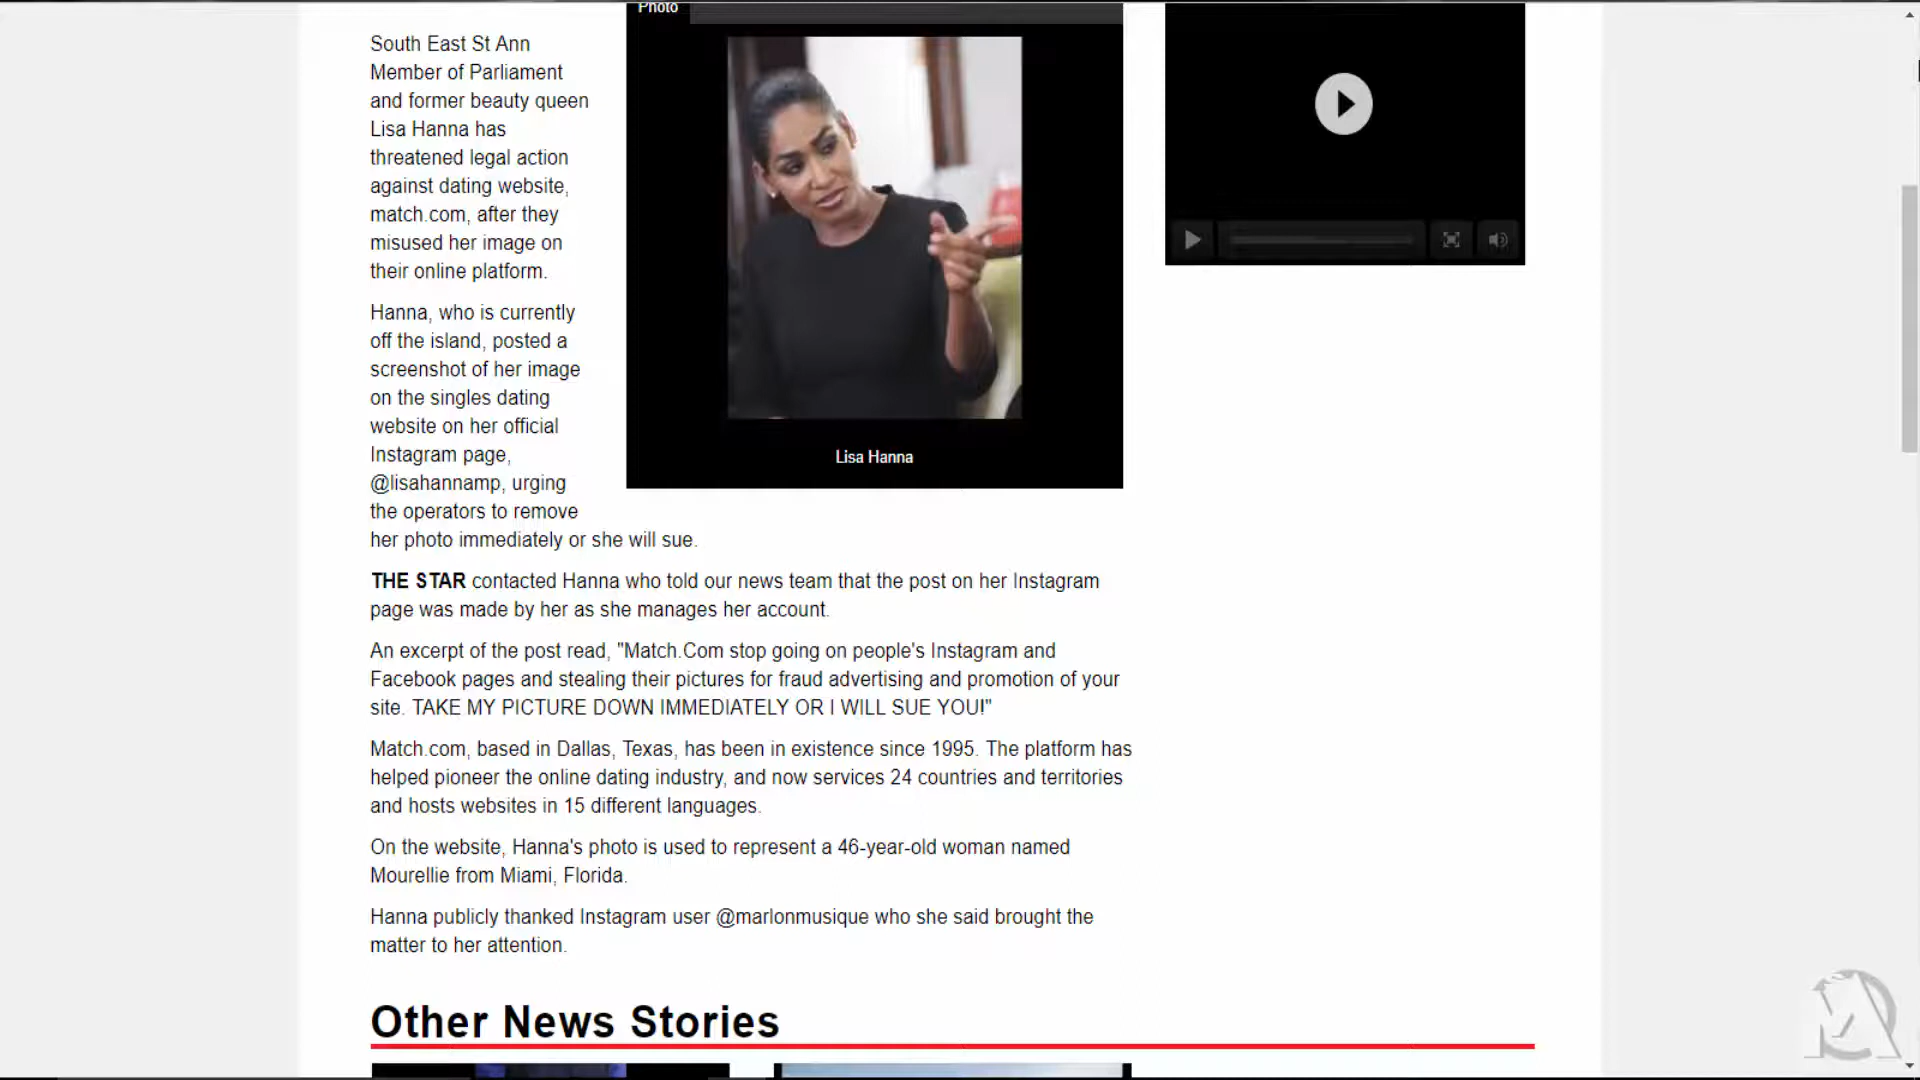 Photo
South East St Ann
Member of Parliament
and former beauty queen
Lisa Hanna has
threatened legal action
against dating website,
match.com, after they
misused her image on
their online platform.
Hanna, who is currently
off the island, posted a
screenshot of her image
on the singles dating
website on her official
Instagram page,
@lisahannamp, urging
the operators to remove
her photo immediately or she will sue.
Lisa Hanna
THE STAR contacted Hanna who told our news team that the post on her Instagram
page was made by her as she manages her account.
An excerpt of the post read, "Match.Com stop going on people's Instagram and
Facebook pages and stealing their pictures for fraud advertising and promotion of your
site. TAKE MY PICTURE DOWN IMMEDIATELY OR I WILL SUE YOU!"
Match.com, based in Dallas, Texas, has been in existence since 1995. The platform has
helped pioneer the online dating industry, and now services 24 countries and territories
and hosts websites in 15 different languages.
On the website, Hanna's photo is used to represent a 46-year-old woman named
Mourellie from Miami, Florida.
Hanna publicly thanked Instagram user @marlonmusique who she said brought the
matter to her attention.
Other News Stories